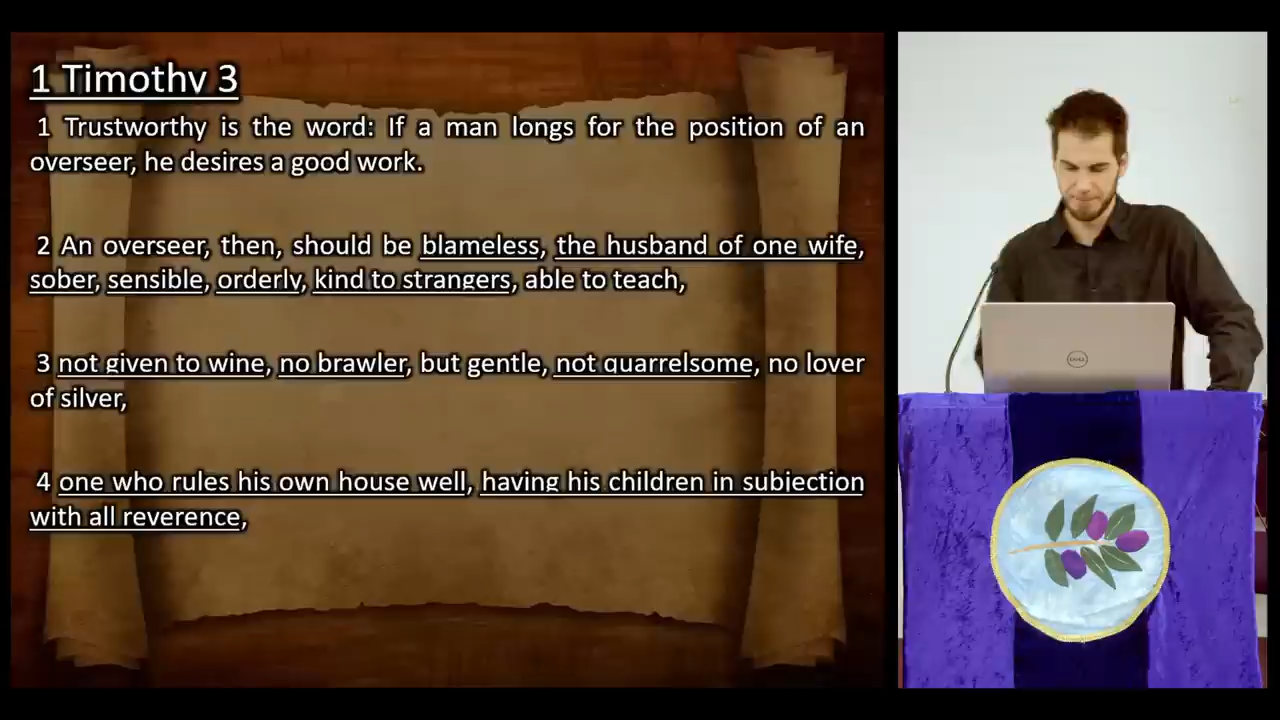 1 Timothy 3
1 Trustworthy is the word: If a man longs for the position of an
overseer, he desires a good work.
2 An overseer, then, should be blameless, the husband of one wife,
sober, sensible, orderly, kind to strangers, able to teach,
3 not given to wine, no brawler, but gentle, not quarrelsome, no lover
of silver,
4 one who rules his own house well, having his children in subjection
with all reverence,
DELL